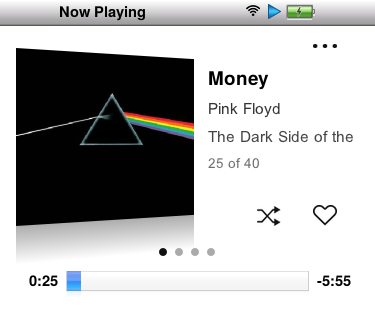 Now Playing
Money
Pink Floyd
The Dark Side of the
25 of 40
0:25
-5:55